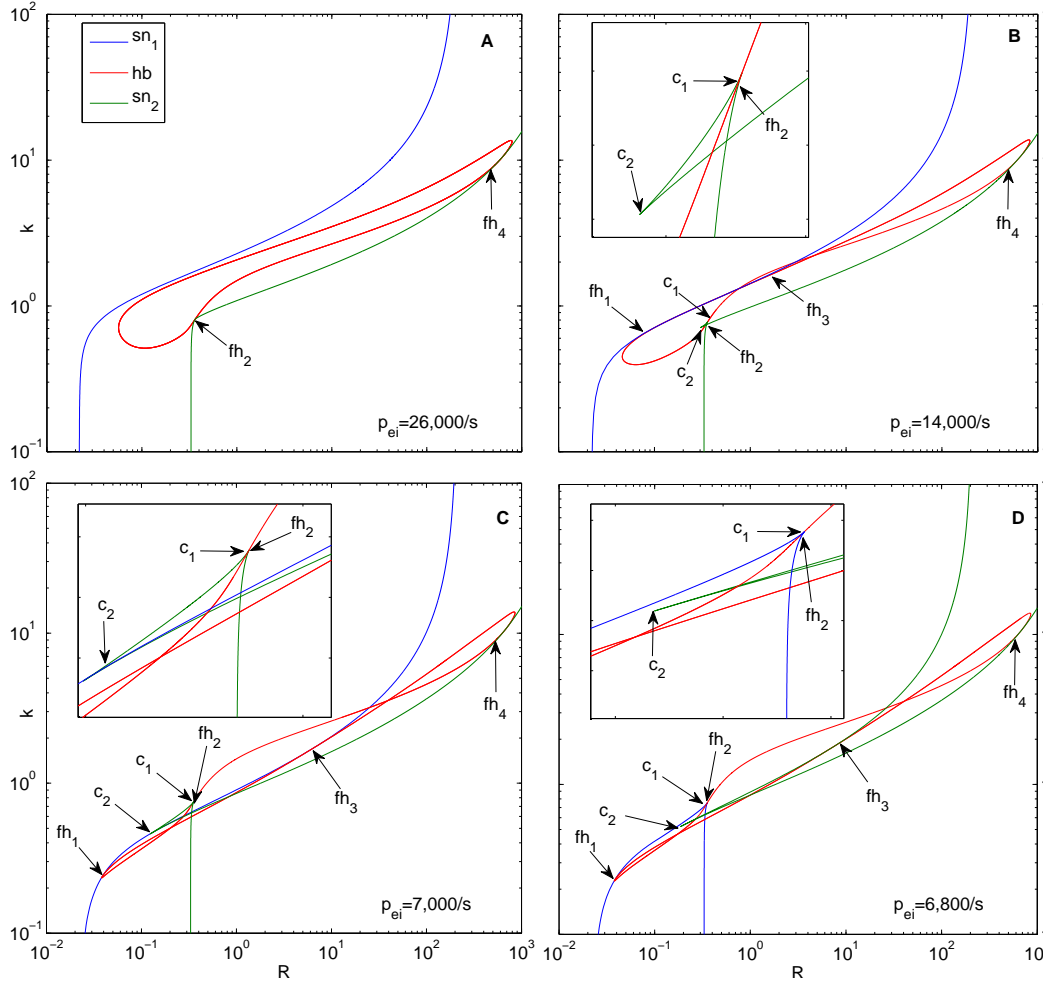 A
sn1
hb
sn2
10^2
10^1
k
10^0
10^-1
fh4
fh2
p_ei=26,000/s
B
c1
fh2
c2
fh4
fh1
c1
fh3
c2
fh2
p_ei=14,000/s
C
fh2
c1
c2
10^2
10^1
k
10^0
10^-1
fh4
fh2
c1
c2
fh3
fh1
p_ei=7,000/s
10^-2
10^-1
10^0
10^1
10^2
10^3
R
D
c1
fh2
c2
fh4
fh2
c1
c2
fh3
fh1
p_ei=6,800/s
10^-2
10^-1
10^0
10^1
10^2
R